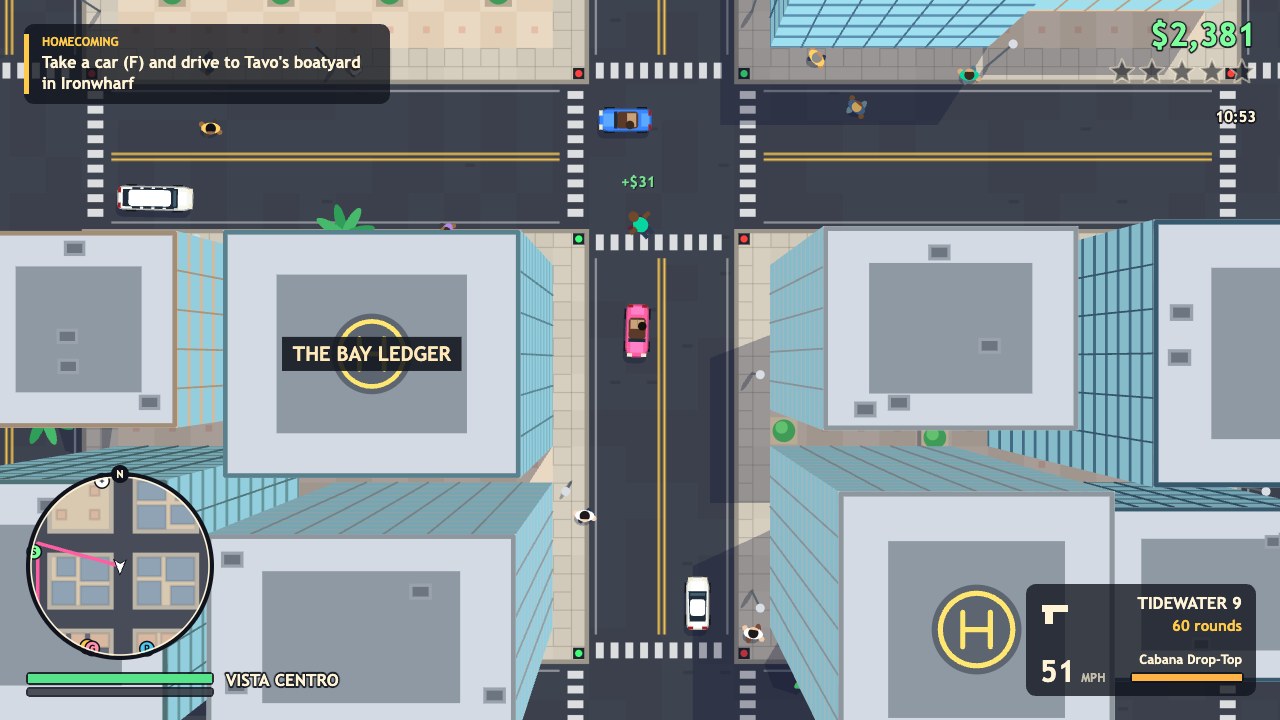 HOMECOMING
Take a car (F) and drive to Tavo's boatyard
in Ironwharf
$2,381
10:53
+$31
THE BAY LEDGER
N
S
G
P
VISTA CENTRO
H
TIDEWATER 9
60 rounds
Cabana Drop-Top
51 MPH